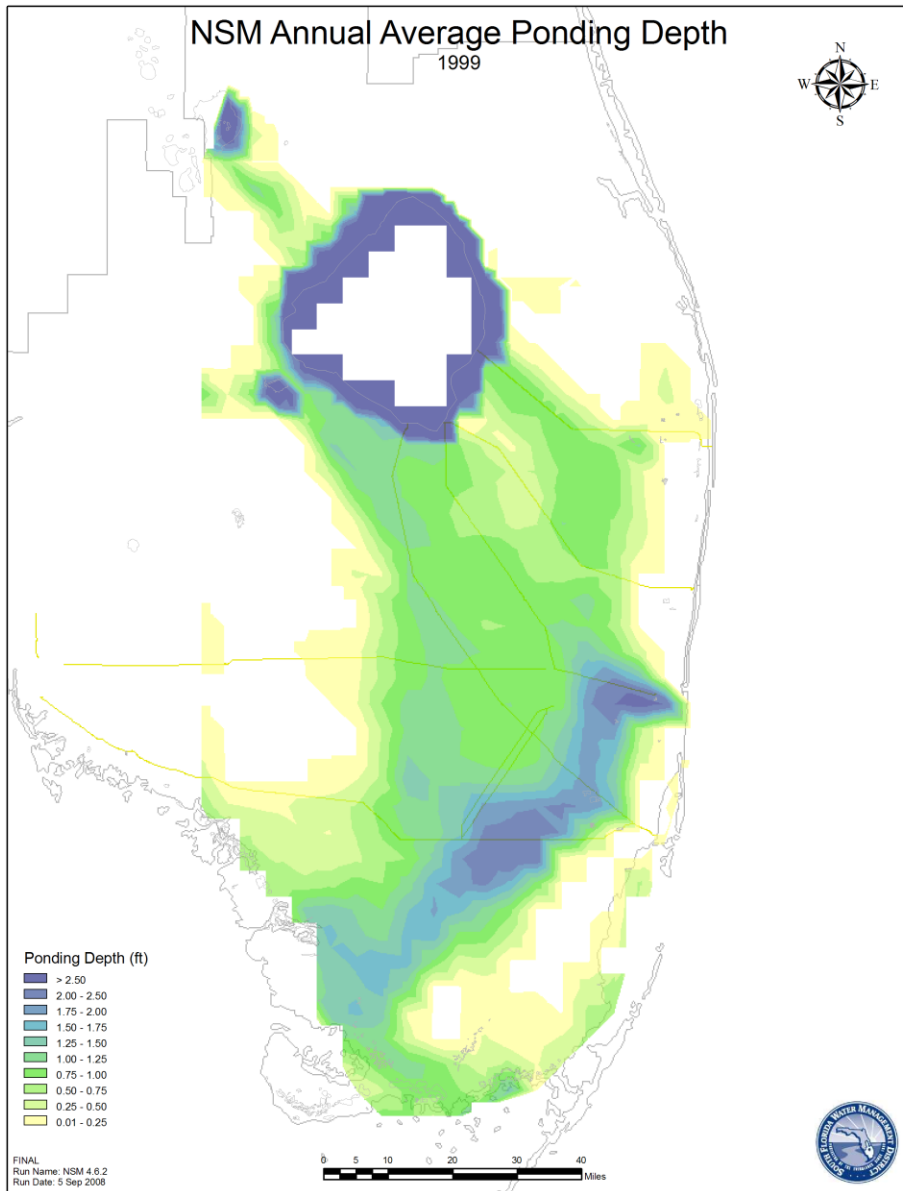 NSM Annual Average Ponding Depth
1999
N
W
E
S
Ponding Depth (ft)
> 2.50
2.00 - 2.50
1.75 - 2.00
1.50 - 1.75
1.25 - 1.50
1.00 - 1.25
0.75 - 1.00
0.50 - 0.75
0.25 - 0.50
0.01 - 0.25
FINAL
Run Name: NSM 4.6.2
Run Date: 5 Sep 2008
0 5 10 20 30 40
Miles
SOUTH FLORIDA WATER MANAGEMENT DISTRICT